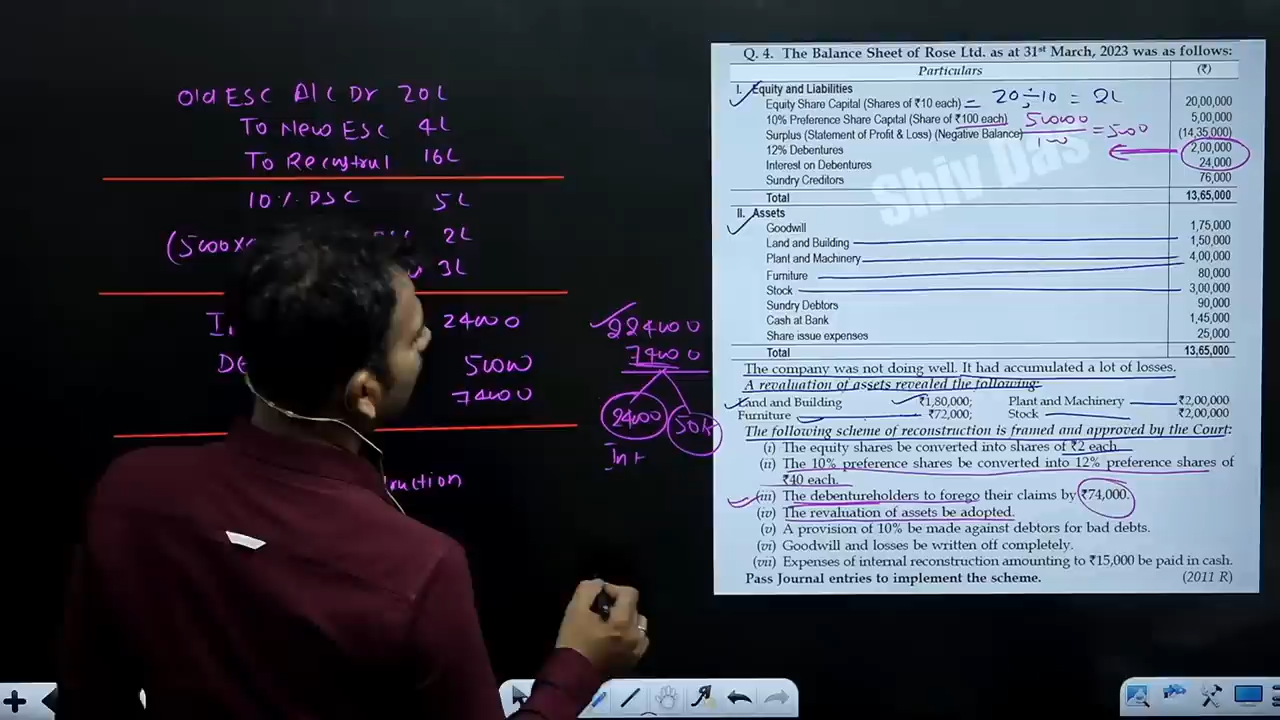 Old ESC A/C Dr 20L
To New ESC 4L
To Reconstruc 16L
10% PSC 5L
(5000x 2L
3L
24000
De 50000
74000
ruction
224000
74000
24000 50K
Int
Q. 4. The Balance Sheet of Rose Ltd. as at 31st March, 2023 was as follows:
Particulars (₹)
I. Equity and Liabilities
Equity Share Capital (Shares of ₹10 each) = 20 ÷ 10 = 2L 20,00,000
10% Preference Share Capital (Share of ₹100 each) 5,00,000
500000 / 100 = 5000
Surplus (Statement of Profit & Loss) (Negative Balance) (14,35,000)
12% Debentures 2,00,000
Interest on Debentures 24,000
Sundry Creditors 76,000
Total 13,65,000
II. Assets
Goodwill 1,75,000
Land and Building 1,50,000
Plant and Machinery 4,00,000
Furniture 80,000
Stock 3,00,000
Sundry Debtors 90,000
Cash at Bank 1,45,000
Share issue expenses 25,000
Total 13,65,000
Shiv Das
The company was not doing well. It had accumulated a lot of losses.
A revaluation of assets revealed the following:
Land and Building ₹1,80,000; Plant and Machinery ₹2,00,000
Furniture ₹72,000; Stock ₹2,00,000
The following scheme of reconstruction is framed and approved by the Court:
(i) The equity shares be converted into shares of ₹2 each.
(ii) The 10% preference shares be converted into 12% preference shares of
₹40 each.
(iii) The debentureholders to forego their claims by ₹74,000.
(iv) The revaluation of assets be adopted.
(v) A provision of 10% be made against debtors for bad debts.
(vi) Goodwill and losses be written off completely.
(vii) Expenses of internal reconstruction amounting to ₹15,000 be paid in cash.
Pass Journal entries to implement the scheme. (2011 R)